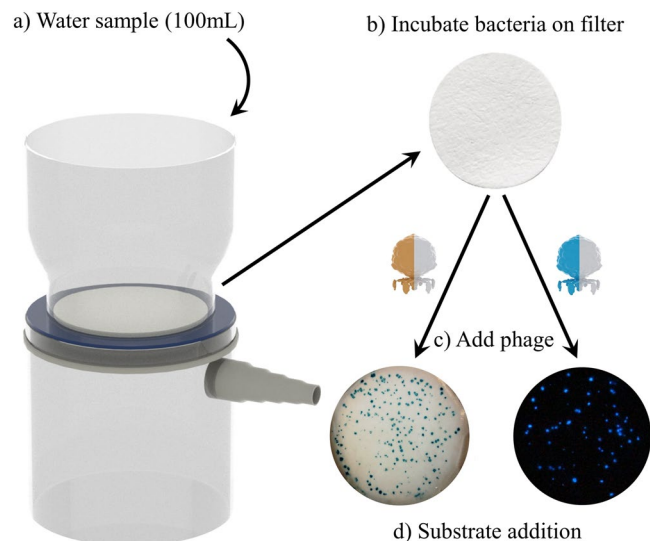 a) Water sample (100mL)
b) Incubate bacteria on filter
c) Add phage
d) Substrate addition